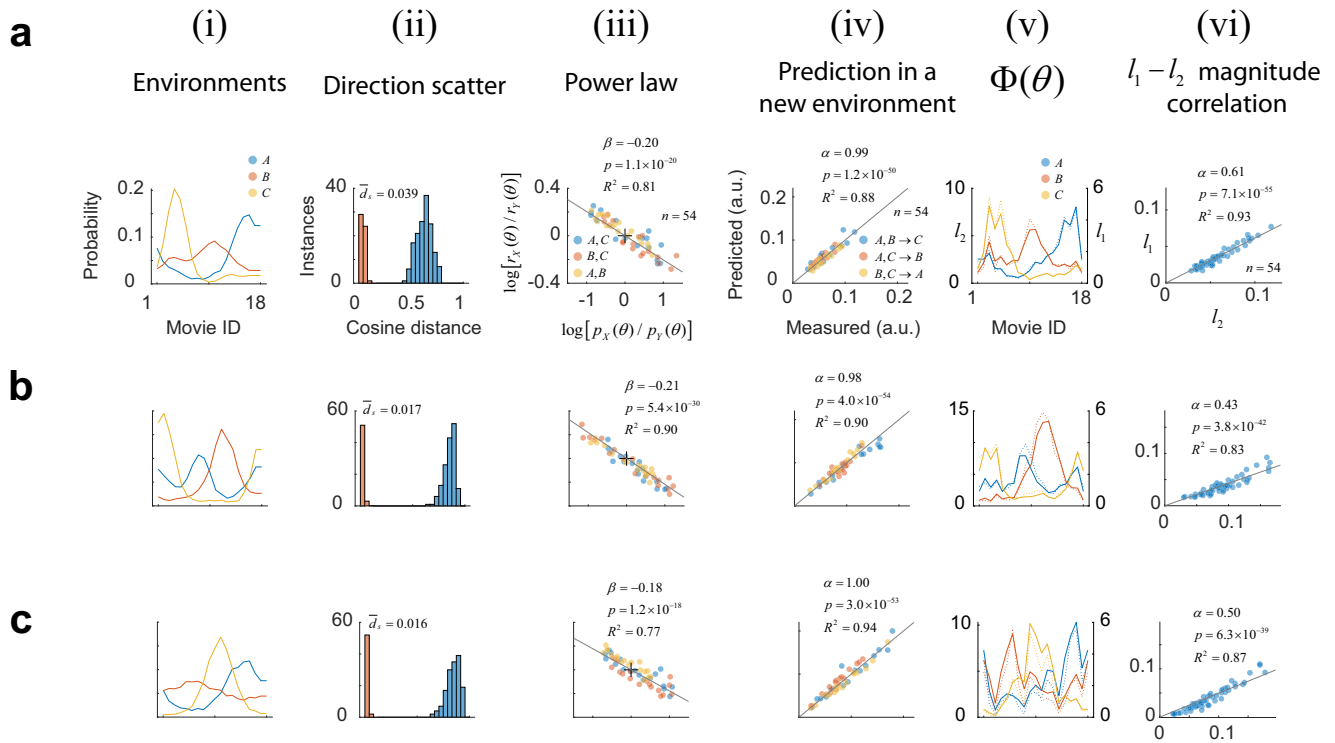 a
(i)
(ii)
(iii)
(iv)
(v)
(vi)
Environments
Direction scatter
Power law
Prediction in a
new environment
Φ(θ)
l₁ − l₂ magnitude
correlation
A
B
C
Probability
0.2
0.1
0
1
18
Movie ID
Instances
40
0
d̄ₛ = 0.039
0
0.5
1
Cosine distance
β = −0.20
p = 1.1×10⁻²⁰
R² = 0.81
n = 54
log[r_X(θ) / r_Y(θ)]
0.4
0
-0.4
A,C
B,C
A,B
-1
0
1
log[p_X(θ) / p_Y(θ)]
α = 0.99
p = 1.2×10⁻⁵⁰
R² = 0.88
n = 54
Predicted (a.u.)
0.2
0.1
0
A, B → C
A, C → B
B, C → A
0
0.1
0.2
Measured (a.u.)
A
B
C
10
l₂
0
6
l₁
0
1
18
Movie ID
α = 0.61
p = 7.1×10⁻⁵⁵
R² = 0.93
0.1
l₁
0
n = 54
0
0.1
l₂
b
60
0
d̄ₛ = 0.017
β = −0.21
p = 5.4×10⁻³⁰
R² = 0.90
α = 0.98
p = 4.0×10⁻⁵⁴
R² = 0.90
15
0
6
0
α = 0.43
p = 3.8×10⁻⁴²
R² = 0.83
0.1
0
0
0.1
c
60
0
d̄ₛ = 0.016
β = −0.18
p = 1.2×10⁻¹⁸
R² = 0.77
α = 1.00
p = 3.0×10⁻⁵³
R² = 0.94
10
0
6
0
α = 0.50
p = 6.3×10⁻³⁹
R² = 0.87
0.1
0
0
0.1